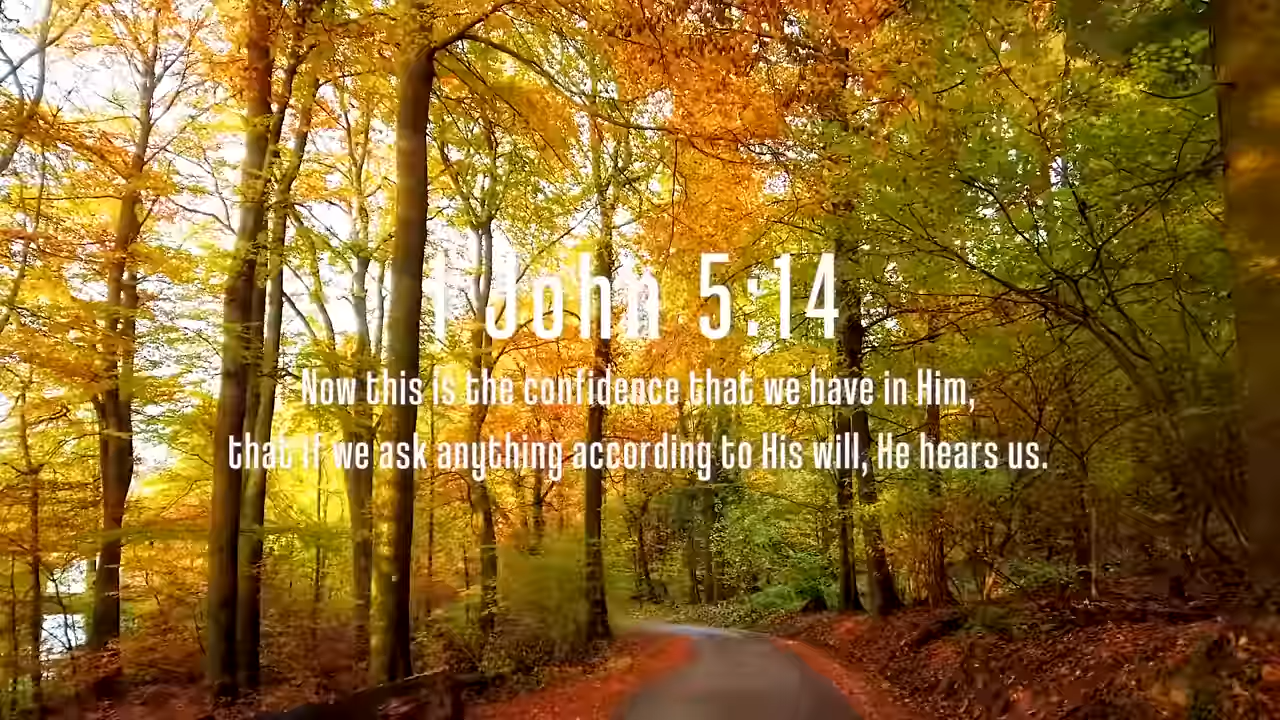 1 John 5:14
Now this is the confidence that we have in Him,
that if we ask anything according to His will, He hears us.